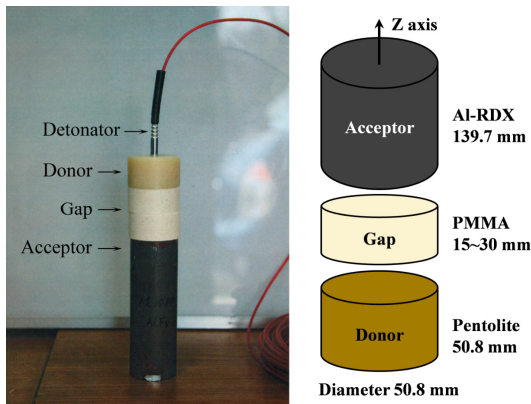 Detonator
Donor
Gap
Acceptor
Z axis
Acceptor
Al-RDX
139.7 mm
Gap
PMMA
15~30 mm
Donor
Pentolite
50.8 mm
Diameter 50.8 mm